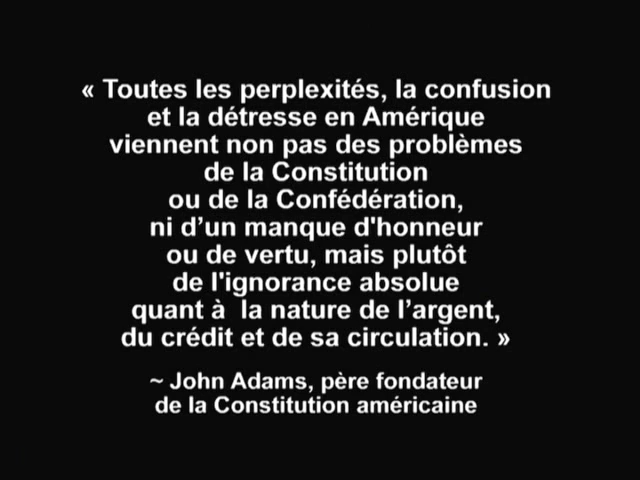 « Toutes les perplexités, la confusion
et la détresse en Amérique
viennent non pas des problèmes
de la Constitution
ou de la Confédération,
ni d’un manque d'honneur
ou de vertu, mais plutôt
de l'ignorance absolue
quant à  la nature de l’argent,
du crédit et de sa circulation. »
~ John Adams, père fondateur
de la Constitution américaine